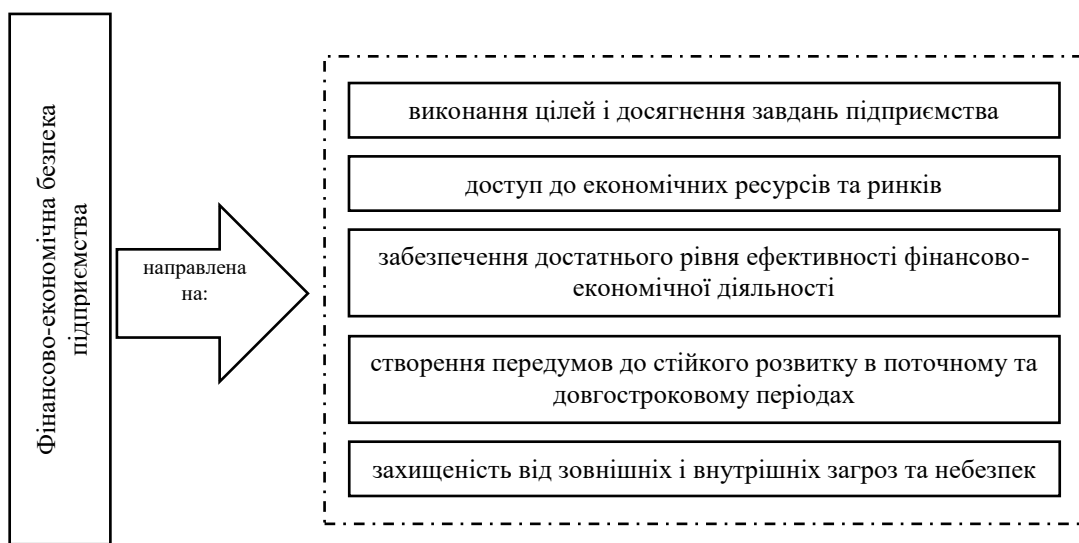 Фінансово-економічна безпека
підприємства
направлена
на:
виконання цілей і досягнення завдань підприємства
доступ до економічних ресурсів та ринків
забезпечення достатнього рівня ефективності фінансово-
економічної діяльності
створення передумов до стійкого розвитку в поточному та
довгостроковому періодах
захищеність від зовнішніх і внутрішніх загроз та небезпек